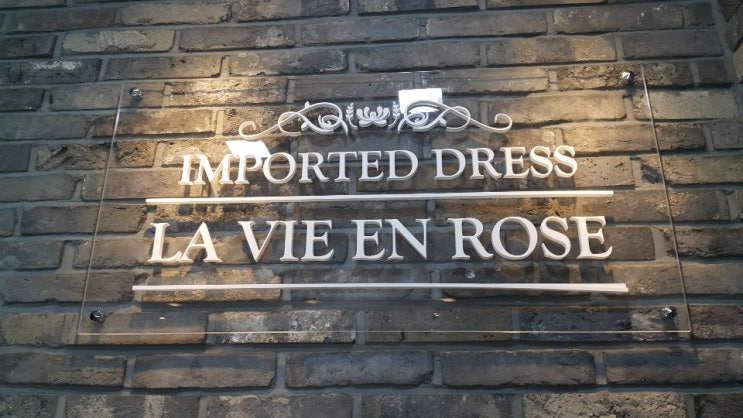 IMPORTED DRESS
LA VIE EN ROSE